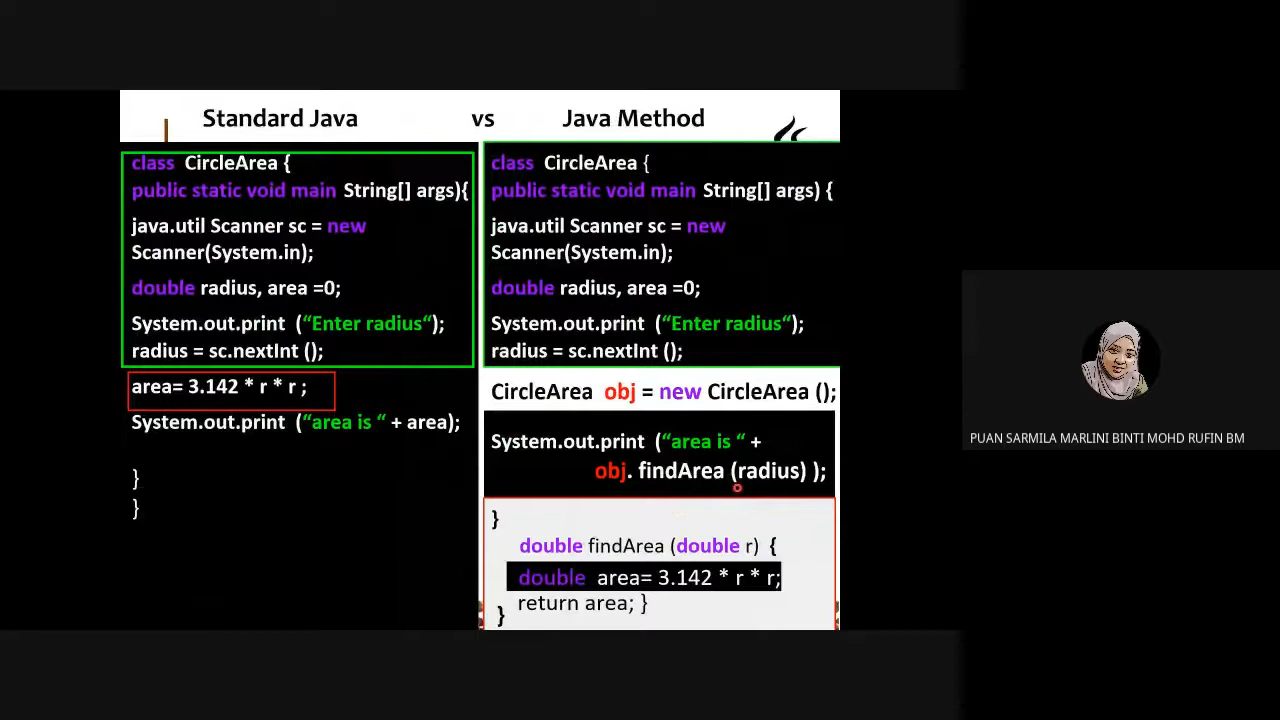 Standard Java vs Java Method
class CircleArea {
public static void main String[] args){
java.util Scanner sc = new
Scanner(System.in);
double radius, area =0;
System.out.print (“Enter radius“);
radius = sc.nextInt ();
area= 3.142 * r * r ;
System.out.print (“area is “ + area);
}
}
class CircleArea {
public static void main String[] args) {
java.util Scanner sc = new
Scanner(System.in);
double radius, area =0;
System.out.print (“Enter radius“);
radius = sc.nextInt ();
CircleArea obj = new CircleArea ();
System.out.print (“area is “ +
obj. findArea (radius) );
}
double findArea (double r) {
double area= 3.142 * r * r;
return area; }
}
PUAN SARMILA MARLINI BINTI MOHD RUFIN BM